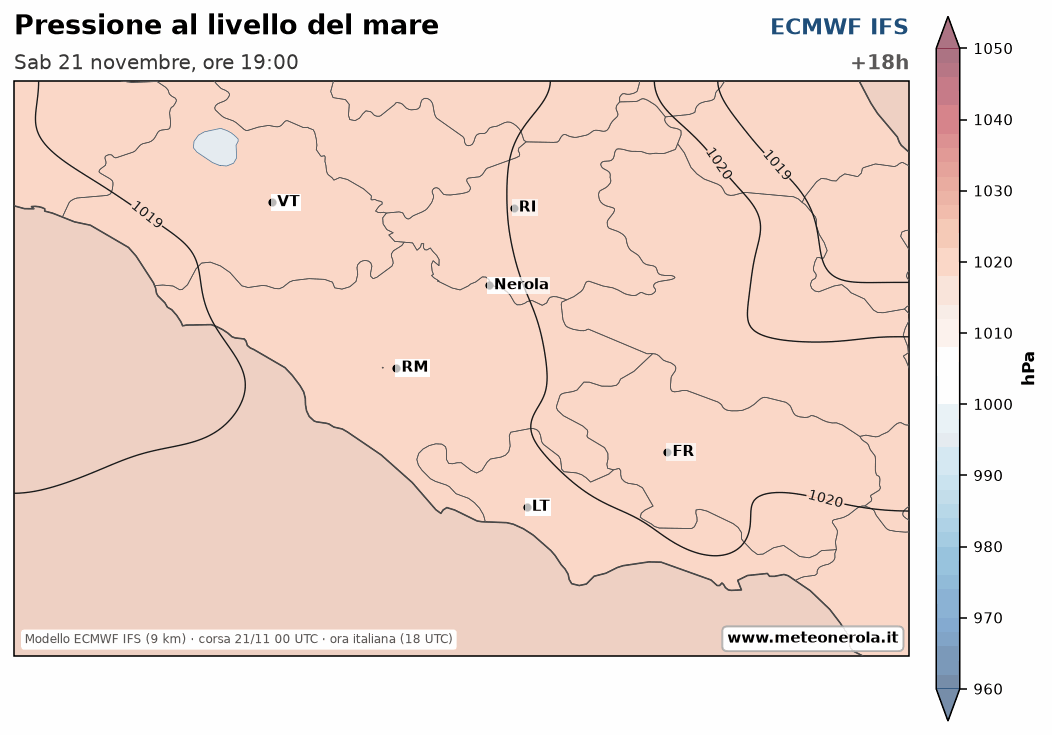 Pressione al livello del mare
ECMWF IFS
Sab 21 novembre, ore 19:00
+18h
1019
1020
1019
VT
RI
Nerola
RM
FR
LT
1020
Modello ECMWF IFS (9 km) · corsa 21/11 00 UTC · ora italiana (18 UTC)
www.meteonerola.it
1050
1040
1030
1020
1010
1000
990
980
970
960
hPa